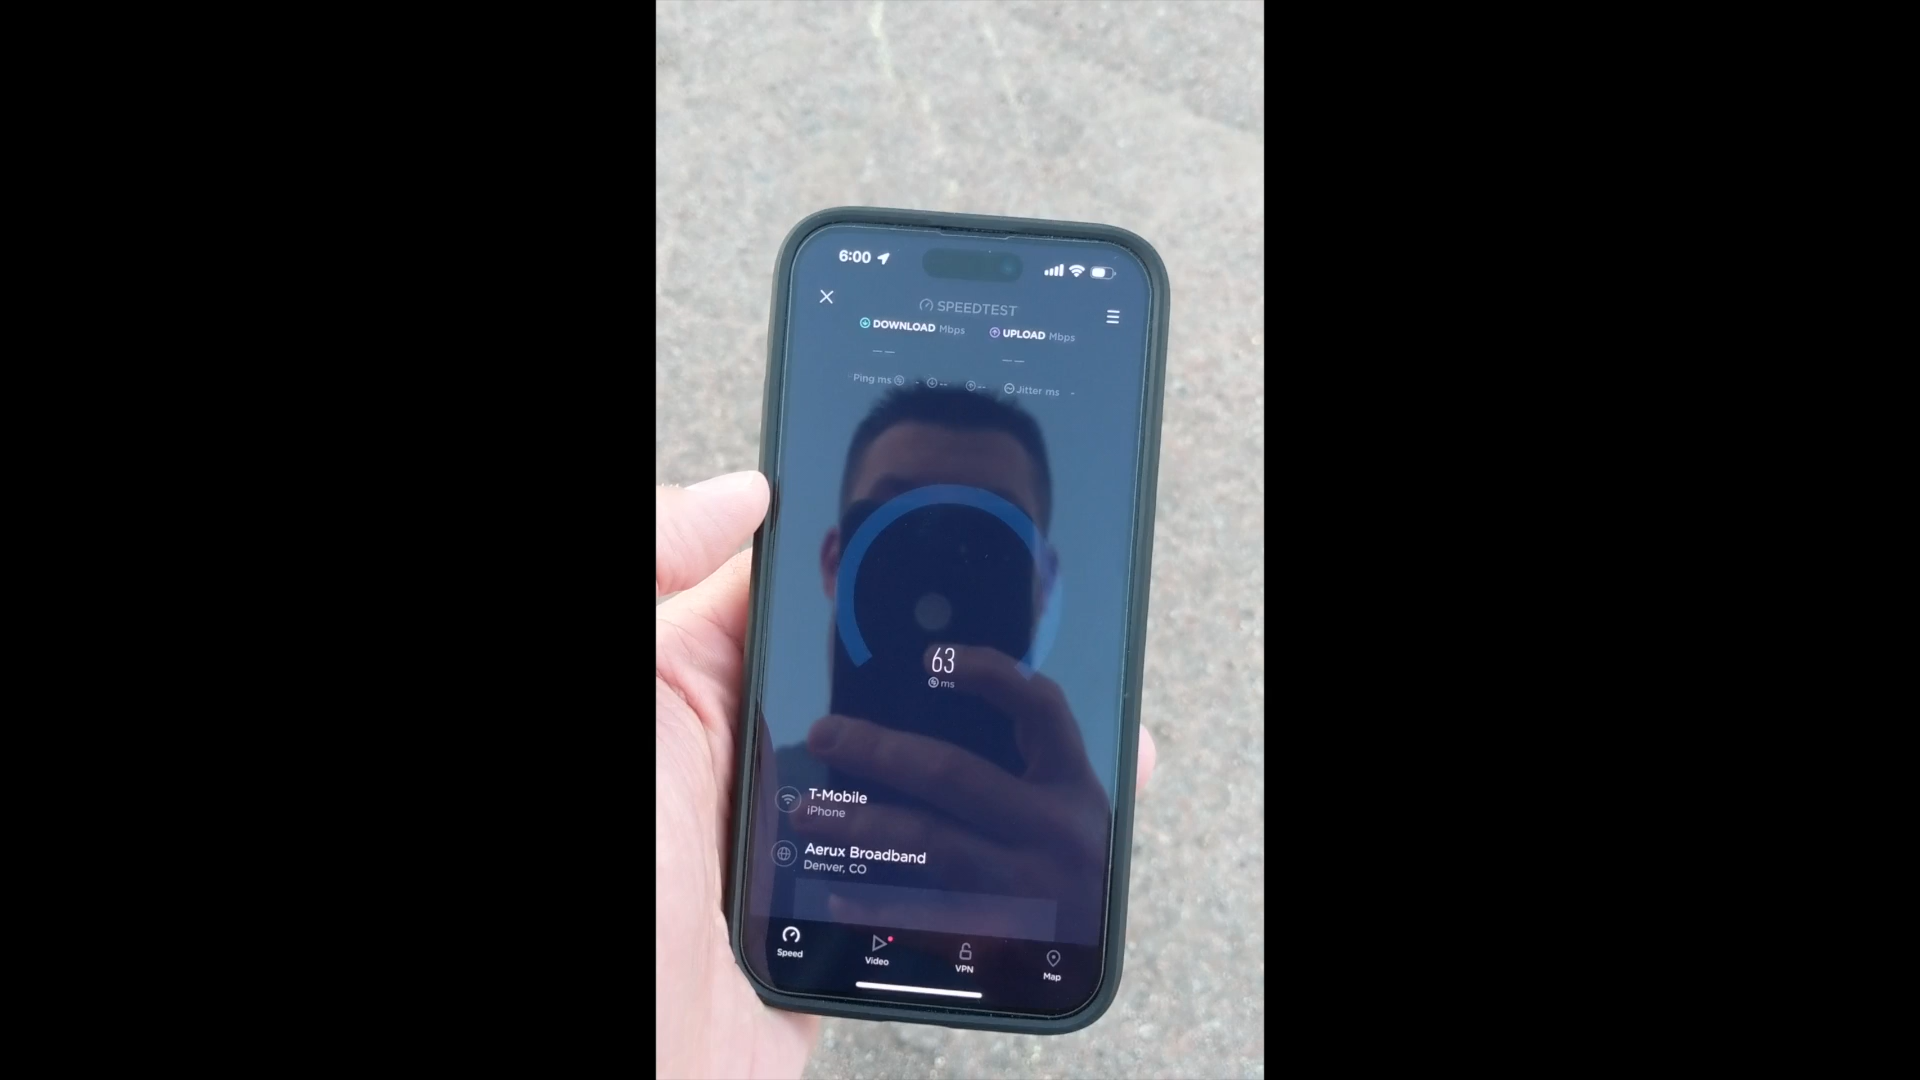 6:00
SPEEDTEST
DOWNLOAD Mbps
UPLOAD Mbps
— —
— —
Ping ms - -- --
Jitter ms -
63
ms
T-Mobile
iPhone
Aerux Broadband
Denver, CO
Speed
Video
VPN
Map